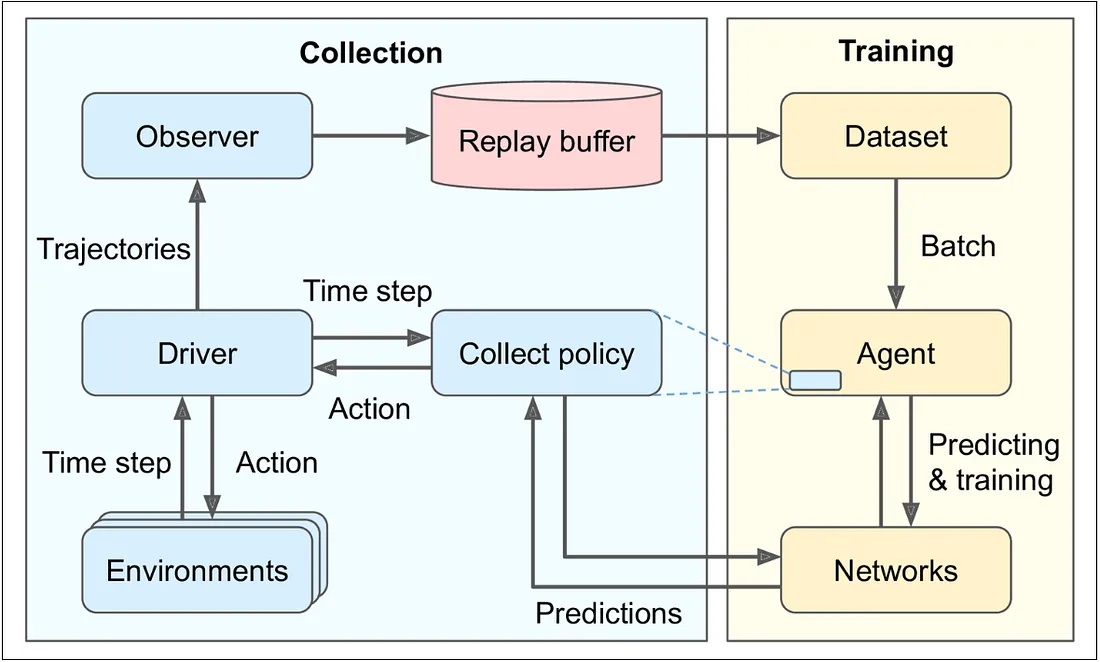 Collection
Training
Observer
Replay buffer
Dataset
Trajectories
Batch
Time step
Driver
Collect policy
Agent
Action
Time step
Action
Predicting
& training
Environments
Networks
Predictions